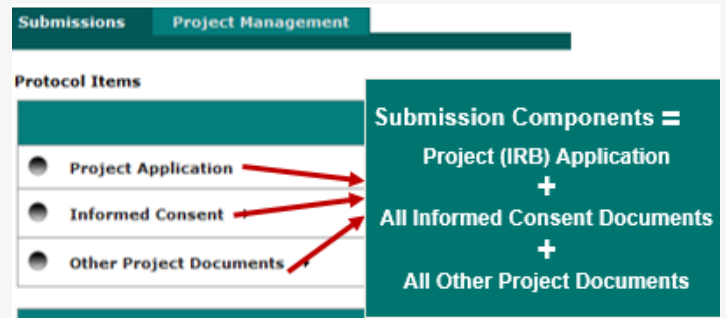 Submissions Project Management
Protocol Items
Project Application
Informed Consent
Other Project Documents
Submission Components =
Project (IRB) Application
+
All Informed Consent Documents
+
All Other Project Documents